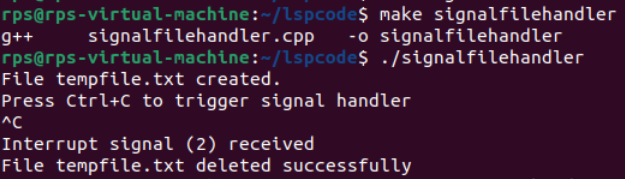 rps@rps-virtual-machine:~/lspcode$ make signalfilehandler
g++     signalfilehandler.cpp   -o signalfilehandler
rps@rps-virtual-machine:~/lspcode$ ./signalfilehandler
File tempfile.txt created.
Press Ctrl+C to trigger signal handler
^C
Interrupt signal (2) received
File tempfile.txt deleted successfully